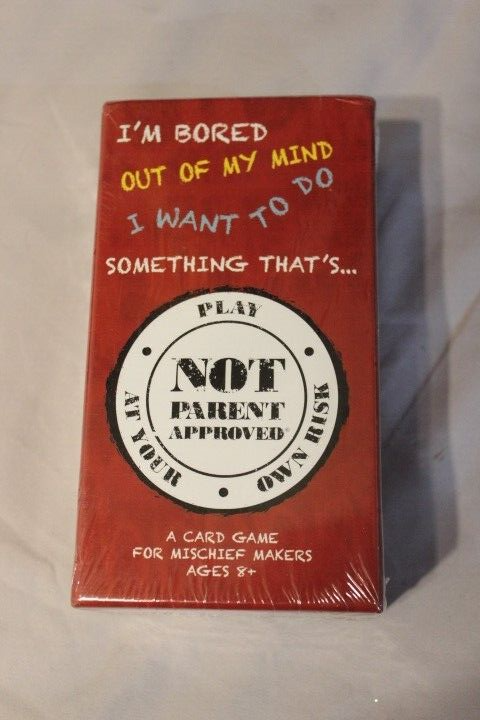 I'M BORED
OUT OF MY MIND
I WANT TO DO
SOMETHING THAT'S...
PLAY
NOT
PARENT
APPROVED®
AT YOUR
OWN RISK
A CARD GAME
FOR MISCHIEF MAKERS
AGES 8+